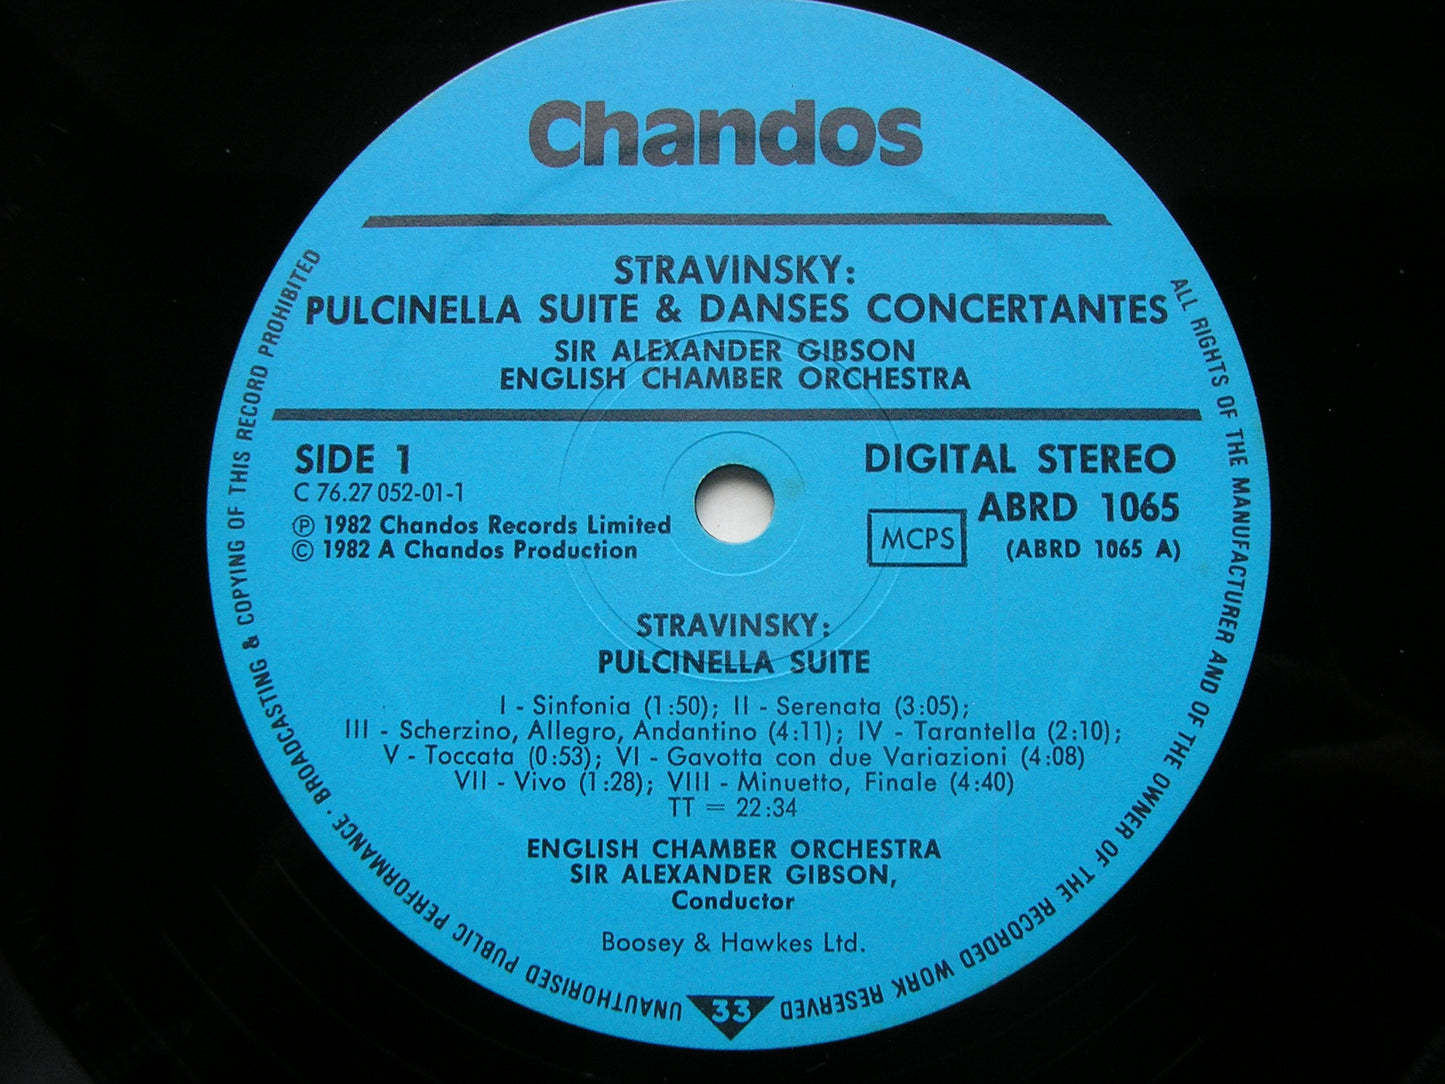 Chandos
STRAVINSKY:
PULCINELLA SUITE & DANSES CONCERTANTES
SIR ALEXANDER GIBSON
ENGLISH CHAMBER ORCHESTRA
SIDE 1
C 76.27 052-01-1
℗ 1982 Chandos Records Limited
© 1982 A Chandos Production
DIGITAL STEREO
ABRD 1065
MCPS
(ABRD 1065 A)
STRAVINSKY:
PULCINELLA SUITE
I - Sinfonia (1:50); II - Serenata (3:05);
III - Scherzino, Allegro, Andantino (4:11); IV - Tarantella (2:10);
V - Toccata (0:53); VI - Gavotta con due Variazioni (4:08)
VII - Vivo (1:28); VIII - Minuetto, Finale (4:40)
TT = 22:34
ENGLISH CHAMBER ORCHESTRA
SIR ALEXANDER GIBSON,
Conductor
Boosey & Hawkes Ltd.
33
ALL RIGHTS OF THE MANUFACTURER AND OF THE OWNER OF THE RECORDED WORK RESERVED
UNAUTHORISED PUBLIC PERFORMANCE · BROADCASTING & COPYING OF THIS RECORD PROHIBITED